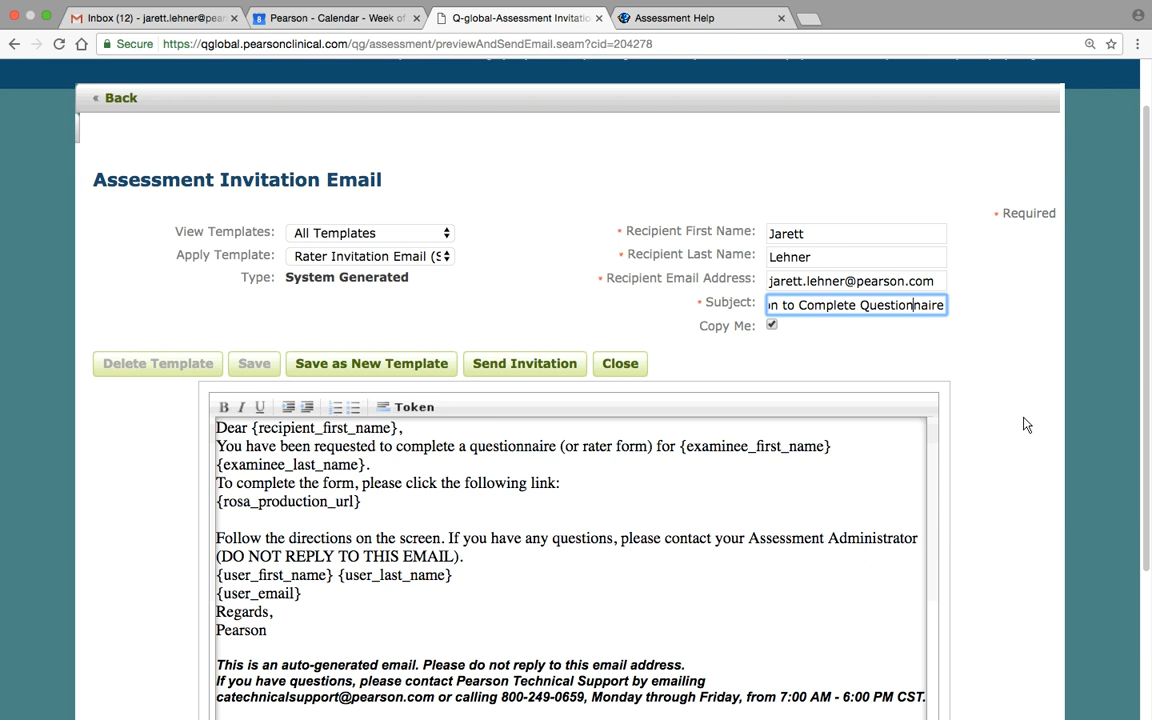 Inbox (12) - jarett.lehner@pear
Pearson - Calendar - Week of
Q-global-Assessment Invitatio
Assessment Help
Secure
https://qglobal.pearsonclinical.com/qg/assessment/previewAndSendEmail.seam?cid=204278
« Back
Assessment Invitation Email
• Required
View Templates: All Templates
Apply Template: Rater Invitation Email (S
Type: System Generated
• Recipient First Name: Jarett
• Recipient Last Name: Lehner
• Recipient Email Address: jarett.lehner@pearson.com
• Subject: n to Complete Questionnaire
Copy Me:
Delete Template Save Save as New Template Send Invitation Close
B I U Token
Dear {recipient_first_name},
You have been requested to complete a questionnaire (or rater form) for {examinee_first_name}
{examinee_last_name}.
To complete the form, please click the following link:
{rosa_production_url}
Follow the directions on the screen. If you have any questions, please contact your Assessment Administrator
(DO NOT REPLY TO THIS EMAIL).
{user_first_name} {user_last_name}
{user_email}
Regards,
Pearson
This is an auto-generated email. Please do not reply to this email address.
If you have questions, please contact Pearson Technical Support by emailing
catechnicalsupport@pearson.com or calling 800-249-0659, Monday through Friday, from 7:00 AM - 6:00 PM CST.